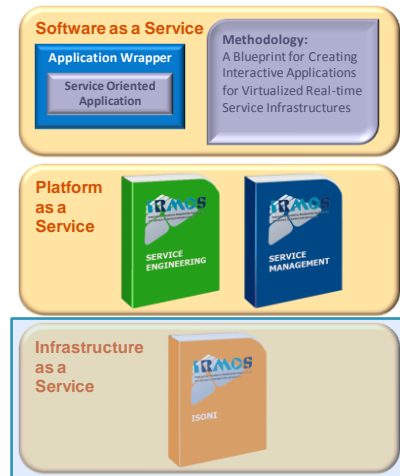 Software as a Service
Application Wrapper
Service Oriented
Application
Methodology:
A Blueprint for Creating
Interactive Applications
for Virtualized Real-time
Service Infrastructures
Platform
as a
Service
IRMOS
SERVICE
ENGINEERING
IRMOS
SERVICE
MANAGEMENT
Infrastructure
as a
Service
IRMOS
ISONI